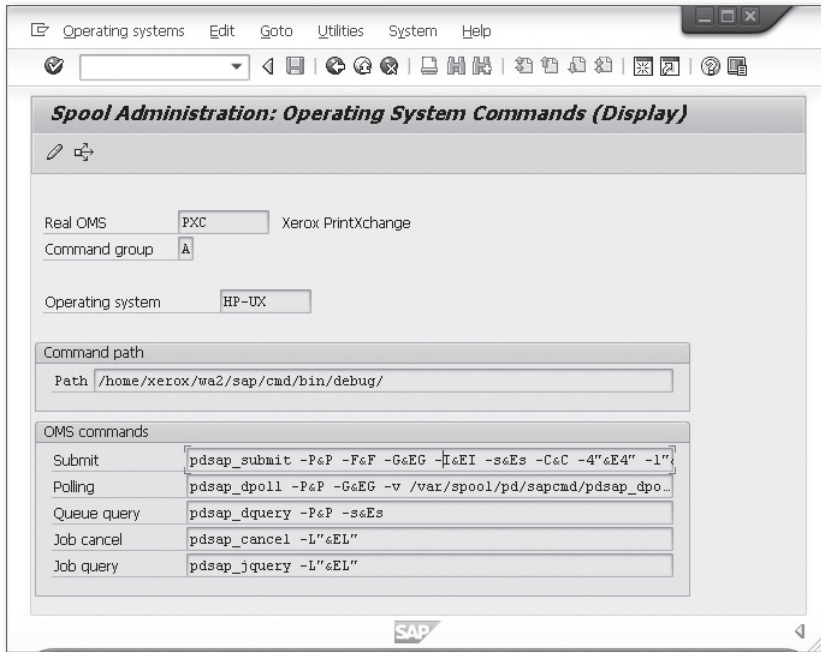 Operating systems Edit Goto Utilities System Help
Spool Administration: Operating System Commands (Display)
Real OMS PXC Xerox PrintXchange
Command group A
Operating system HP-UX
Command path
Path /home/xerox/wa2/sap/cmd/bin/debug/
OMS commands
Submit pdsap_submit -P&P -F&F -G&EG -I&EI -s&Es -C&C -4"&E4" -1"&
Polling pdsap_dpoll -P&P -G&EG -v /var/spool/pd/sapcmd/pdsap_dpo…
Queue query pdsap_dquery -P&P -s&Es
Job cancel pdsap_cancel -L"&EL"
Job query pdsap_jquery -L"&EL"
SAP